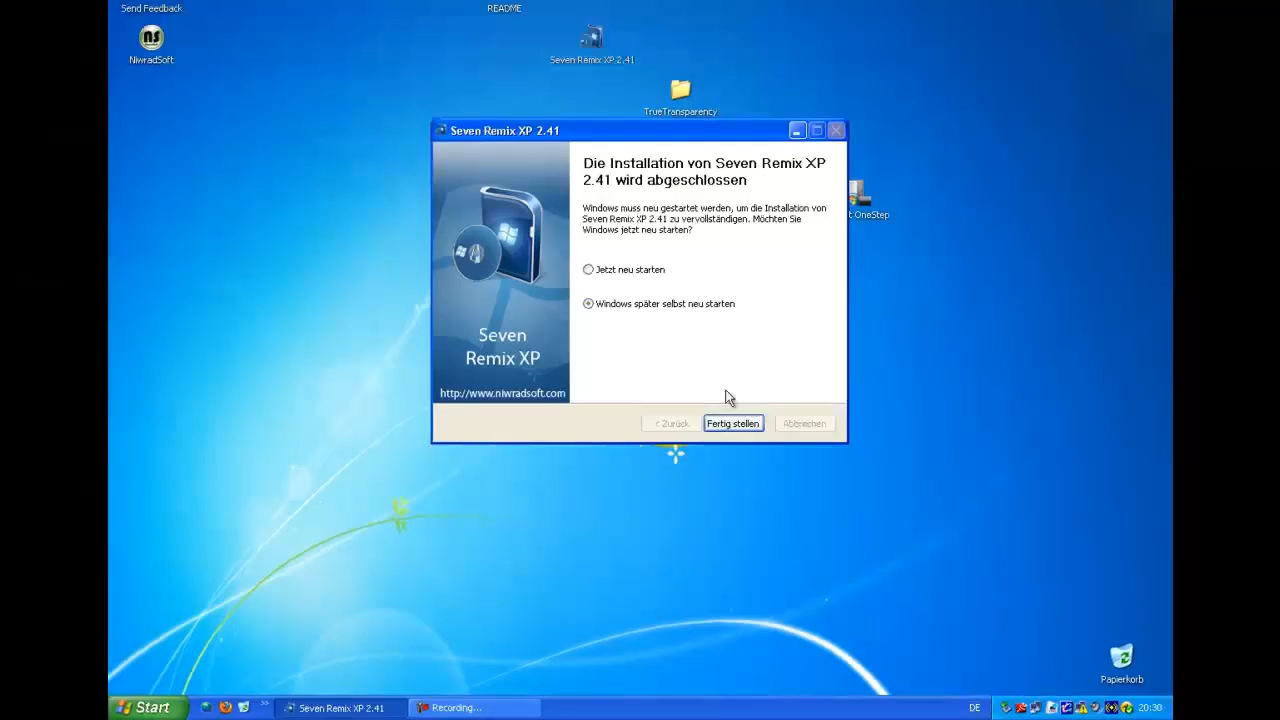 Send Feedback
README
NiwradSoft
Seven Remix XP 2.41
TrueTransparency
Seven Remix XP 2.41
Die Installation von Seven Remix XP
2.41 wird abgeschlossen
Windows muss neu gestartet werden, um die Installation von
Seven Remix XP 2.41 zu vervollständigen. Möchten Sie
Windows jetzt neu starten?
t OneStep
Jetzt neu starten
Windows später selbst neu starten
Seven
Remix XP
http://www.niwradsoft.com
< Zurück
Fertig stellen
Abbrechen
Papierkorb
Start
Seven Remix XP 2.41
Recording...
DE
20:30